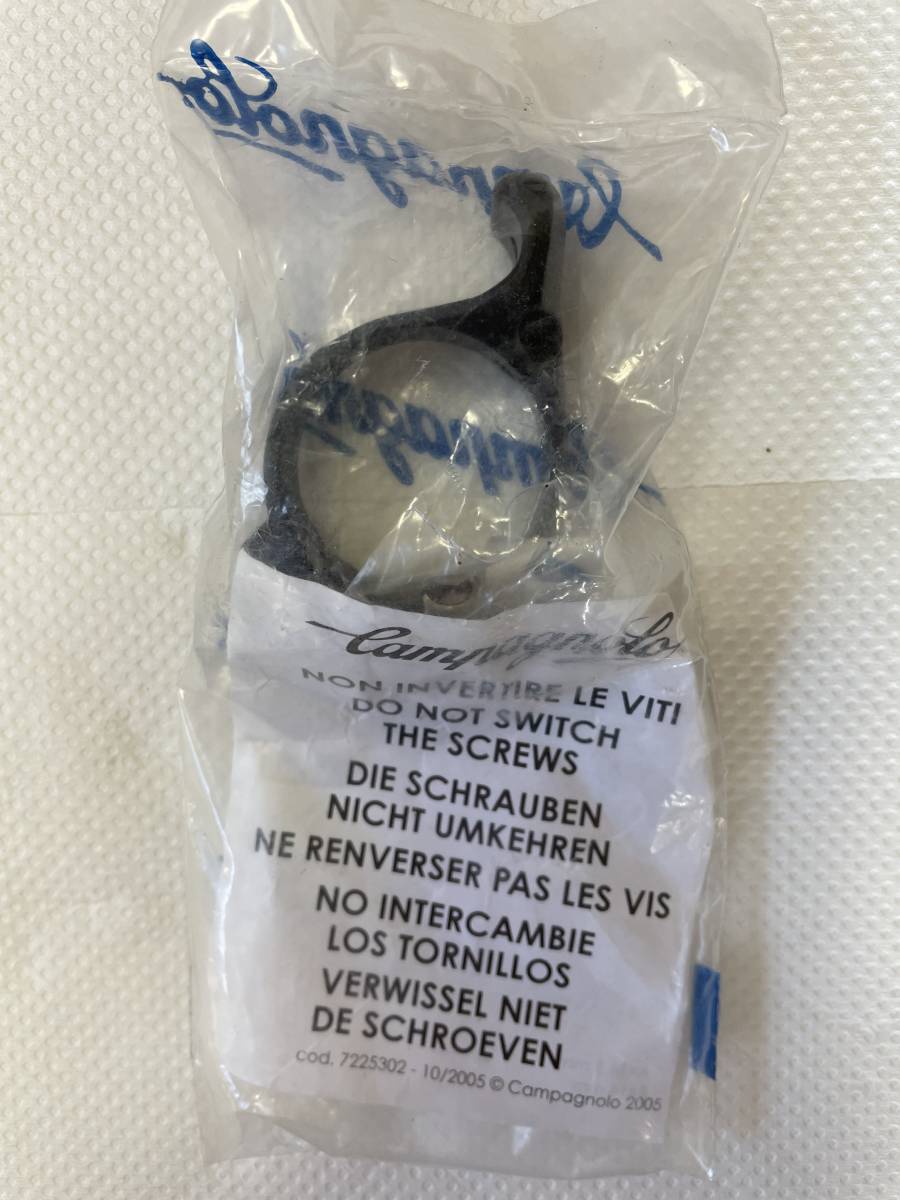 Campagnolo
Campagnolo
Campagnolo
NON INVERTIRE LE VITI
DO NOT SWITCH
THE SCREWS
DIE SCHRAUBEN
NICHT UMKEHREN
NE RENVERSER PAS LES VIS
NO INTERCAMBIE
LOS TORNILLOS
VERWISSEL NIET
DE SCHROEVEN
cod. 7225302 - 10/2005 © Campagnolo 2005